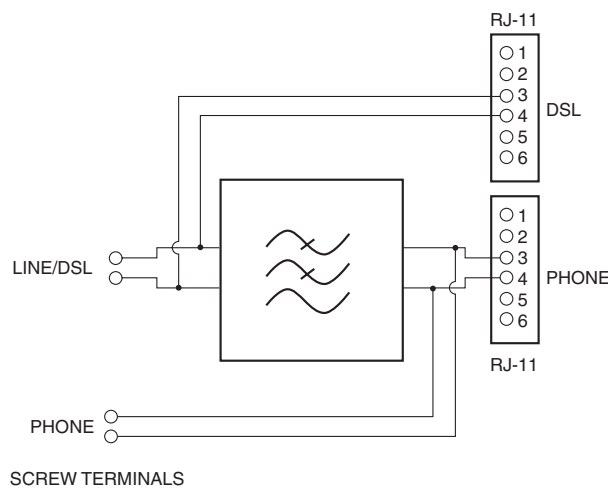 RJ-11
1
2
3
4
5
6
DSL
1
2
3
4
5
6
PHONE
RJ-11
LINE/DSL
PHONE
SCREW TERMINALS